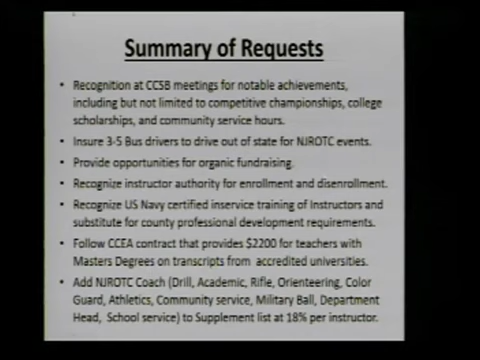 Summary of Requests
• Recognition at CCSB meetings for notable achievements,
including but not limited to competitive championships, college
scholarships, and community service hours.
• Insure 3-5 Bus drivers to drive out of state for NJROTC events.
• Provide opportunities for organic fundraising.
• Recognize instructor authority for enrollment and disenrollment.
• Recognize US Navy certified inservice training of Instructors and
substitute for county professional development requirements.
• Follow CCEA contract that provides $2200 for teachers with
Masters Degrees on transcripts from accredited universities.
• Add NJROTC Coach (Drill, Academic, Rifle, Orienteering, Color
Guard, Athletics, Community service, Military Ball, Department
Head, School service) to Supplement list at 18% per instructor.